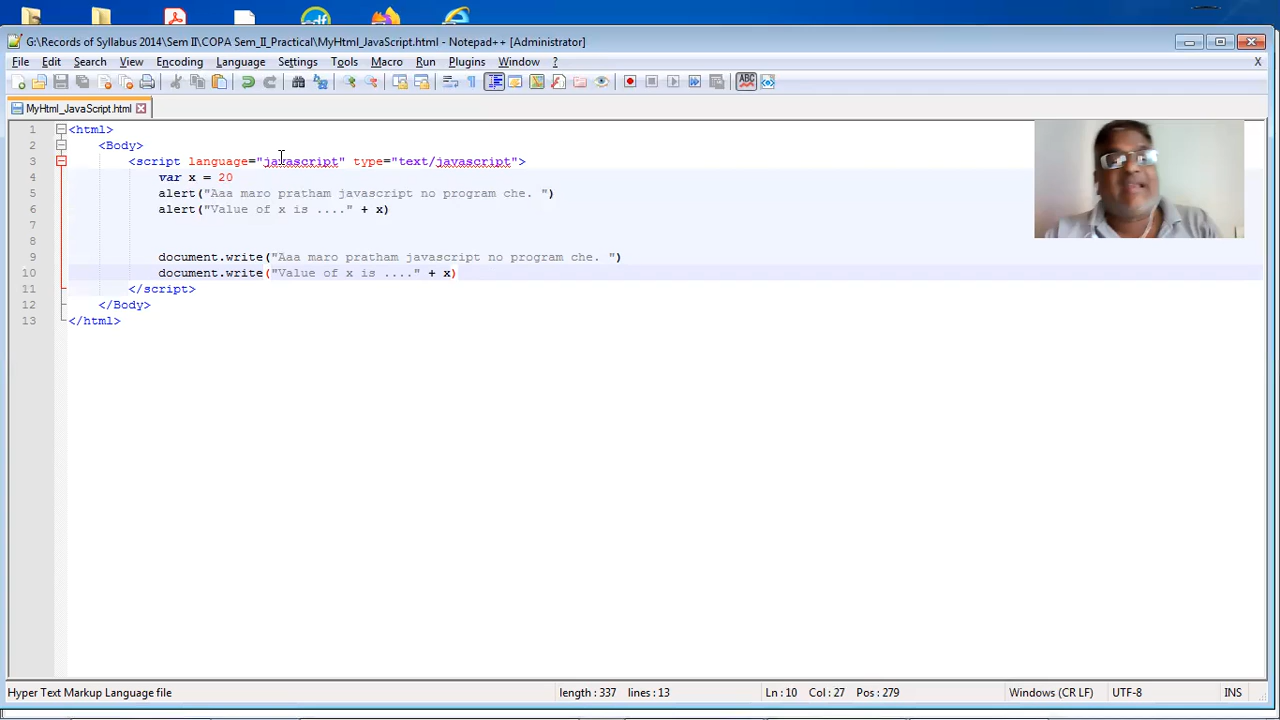 G:\Records of Syllabus 2014\Sem II\COPA Sem_II_Practical\MyHtml_JavaScript.html - Notepad++ [Administrator]
File Edit Search View Encoding Language Settings Tools Macro Run Plugins Window ? X
MyHtml_JavaScript.html
1 <html>
2 <Body>
3 <script language="javascript" type="text/javascript">
4 var x = 20
5 alert("Aaa maro pratham javascript no program che. ")
6 alert("Value of x is ...." + x)
7
8
9 document.write("Aaa maro pratham javascript no program che. ")
10 document.write("Value of x is ...." + x)
11 </script>
12 </Body>
13 </html>
Hyper Text Markup Language file length : 337 lines : 13 Ln : 10 Col : 27 Pos : 279 Windows (CR LF) UTF-8 INS